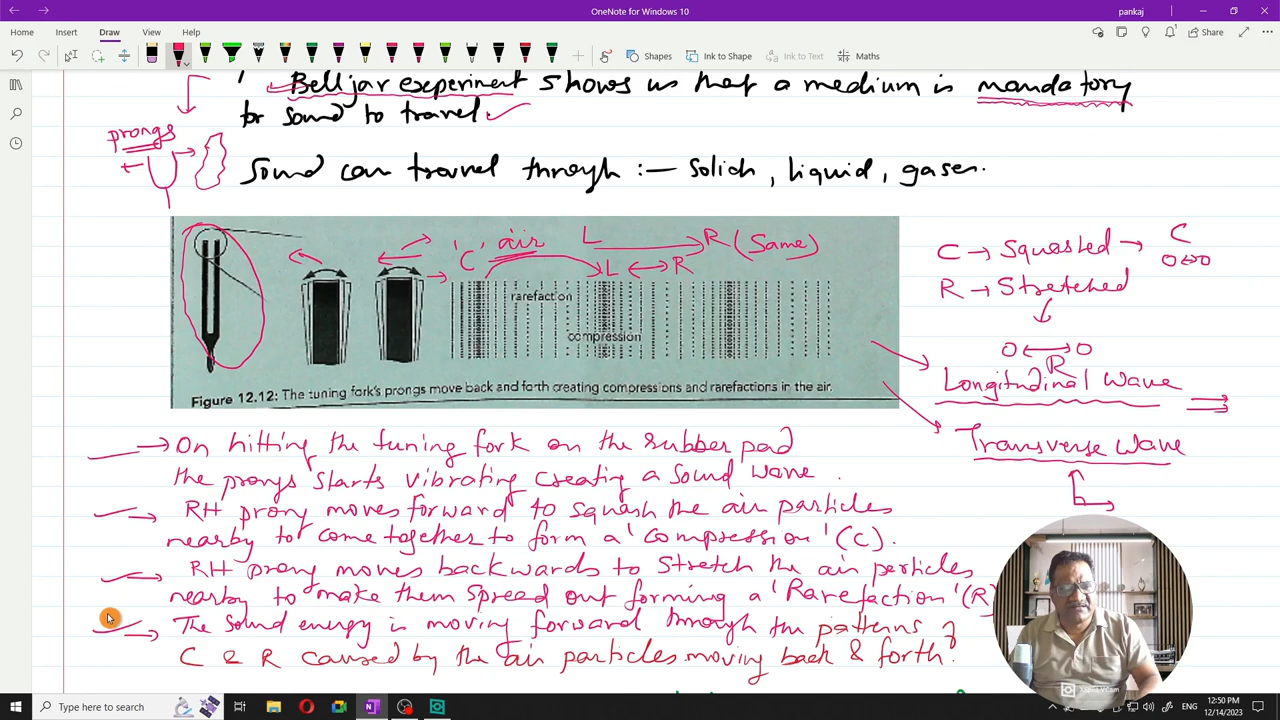 OneNote for Windows 10
pankaj
Home Insert Draw View Help
Shapes Ink to Shape Ink to Text Maths
Share
Bell jar experiment shows us that a medium is mandatory
for sound to travel
prongs
Sound can travel through :— Solids, liquid, gases.
'C' air L R (Same)
L R
rarefaction
compression
Figure 12.12: The tuning fork's prongs move back and forth creating compressions and rarefactions in the air.
C → Squashed → C
R → Stretched
R
Longitudinal Wave
Transverse Wave
→ On hitting the tuning fork on the rubber pad
the prongs starts vibrating creating a sound wave.
→ RH prong moves forward to squash the air particles
nearby to come together to form a 'compression' (C).
→ RH prong moves backwards to stretch the air particles
nearby to make them spread out forming a 'Rarefaction' (R)
→ The sound energy is moving forward through the patterns of
C & R caused by the air particles moving back & forth.
Type here to search
ENG
12:50 PM
12/14/2023